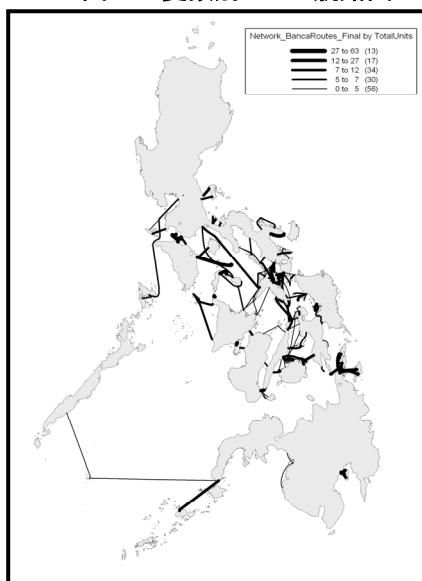 Network_BancaRoutes_Final by TotalUnits
27 to 63 (13)
12 to 27 (17)
7 to 12 (34)
5 to 7 (30)
0 to 5 (56)